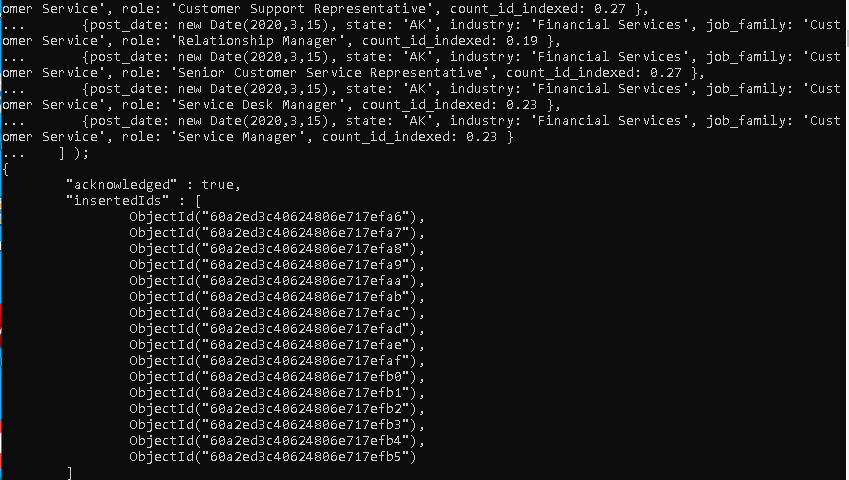 omer Service', role: 'Customer Support Representative', count_id_indexed: 0.27 },
...     {post_date: new Date(2020,3,15), state: 'AK', industry: 'Financial Services', job_family: 'Cust
omer Service', role: 'Relationship Manager', count_id_indexed: 0.19 },
...     {post_date: new Date(2020,3,15), state: 'AK', industry: 'Financial Services', job_family: 'Cust
omer Service', role: 'Senior Customer Service Representative', count_id_indexed: 0.27 },
...     {post_date: new Date(2020,3,15), state: 'AK', industry: 'Financial Services', job_family: 'Cust
omer Service', role: 'Service Desk Manager', count_id_indexed: 0.23 },
...     {post_date: new Date(2020,3,15), state: 'AK', industry: 'Financial Services', job_family: 'Cust
omer Service', role: 'Service Manager', count_id_indexed: 0.23 }
...    ] );
{
        "acknowledged" : true,
        "insertedIds" : [
                ObjectId("60a2ed3c40624806e717efa6"),
                ObjectId("60a2ed3c40624806e717efa7"),
                ObjectId("60a2ed3c40624806e717efa8"),
                ObjectId("60a2ed3c40624806e717efa9"),
                ObjectId("60a2ed3c40624806e717efaa"),
                ObjectId("60a2ed3c40624806e717efab"),
                ObjectId("60a2ed3c40624806e717efac"),
                ObjectId("60a2ed3c40624806e717efad"),
                ObjectId("60a2ed3c40624806e717efae"),
                ObjectId("60a2ed3c40624806e717efaf"),
                ObjectId("60a2ed3c40624806e717efb0"),
                ObjectId("60a2ed3c40624806e717efb1"),
                ObjectId("60a2ed3c40624806e717efb2"),
                ObjectId("60a2ed3c40624806e717efb3"),
                ObjectId("60a2ed3c40624806e717efb4"),
                ObjectId("60a2ed3c40624806e717efb5")
        ]